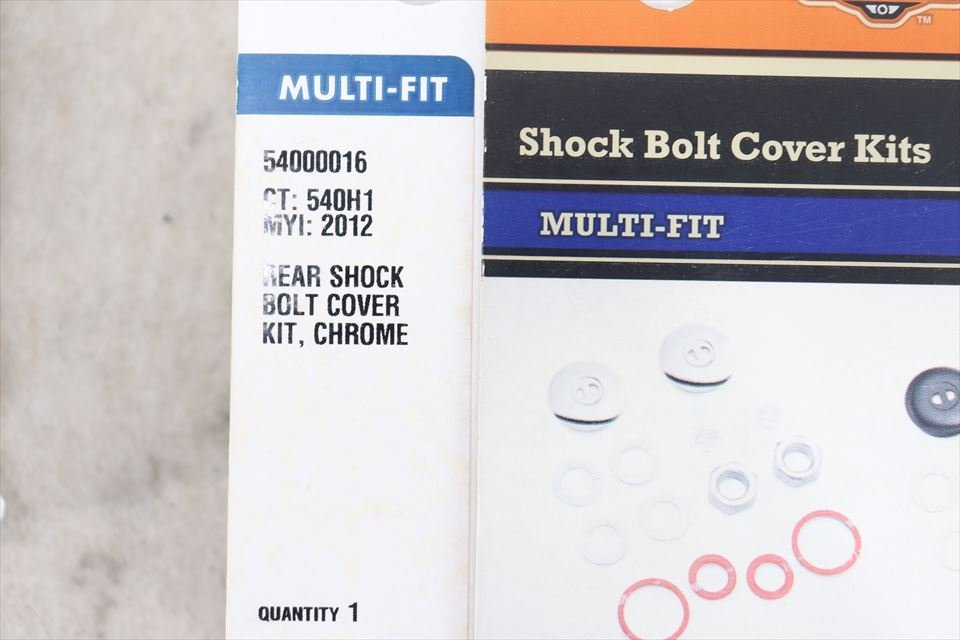 MULTI-FIT
54000016
CT: 540H1
MYI: 2012
REAR SHOCK
BOLT COVER
KIT, CHROME
QUANTITY 1
TM
Shock Bolt Cover Kits
MULTI-FIT